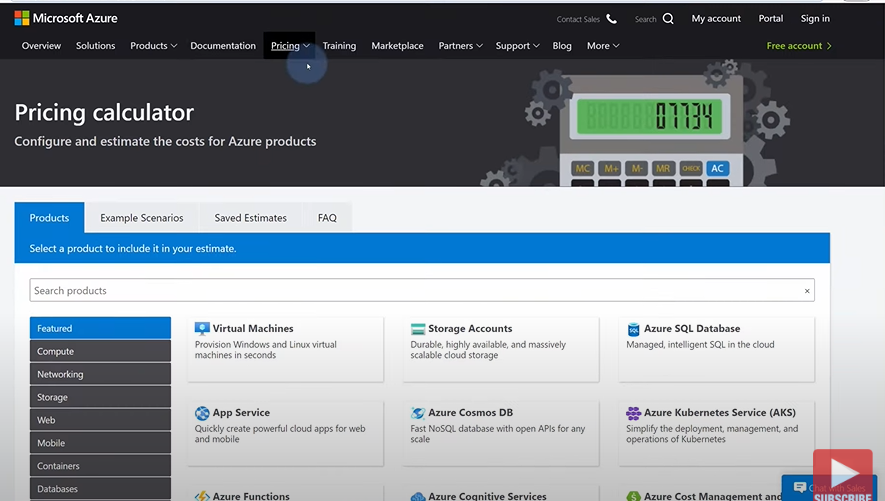 Microsoft Azure
Contact Sales Search My account Portal Sign in
Overview Solutions Products Documentation Pricing Training Marketplace Partners Support Blog More Free account
Pricing calculator
Configure and estimate the costs for Azure products
07734
MC M+ M- MR CHECK AC
Products Example Scenarios Saved Estimates FAQ
Select a product to include it in your estimate.
Search products ×
Featured
Compute
Networking
Storage
Web
Mobile
Containers
Databases
Virtual Machines
Provision Windows and Linux virtual
machines in seconds
Storage Accounts
Durable, highly available, and massively
scalable cloud storage
SQL
Azure SQL Database
Managed, intelligent SQL in the cloud
App Service
Quickly create powerful cloud apps for web
and mobile
Azure Cosmos DB
Fast NoSQL database with open APIs for any
scale
Azure Kubernetes Service (AKS)
Simplify the deployment, management, and
operations of Kubernetes
Azure Functions
Azure Cognitive Services
Azure Cost Management and
Chat with Sales
SUBSCRIBE